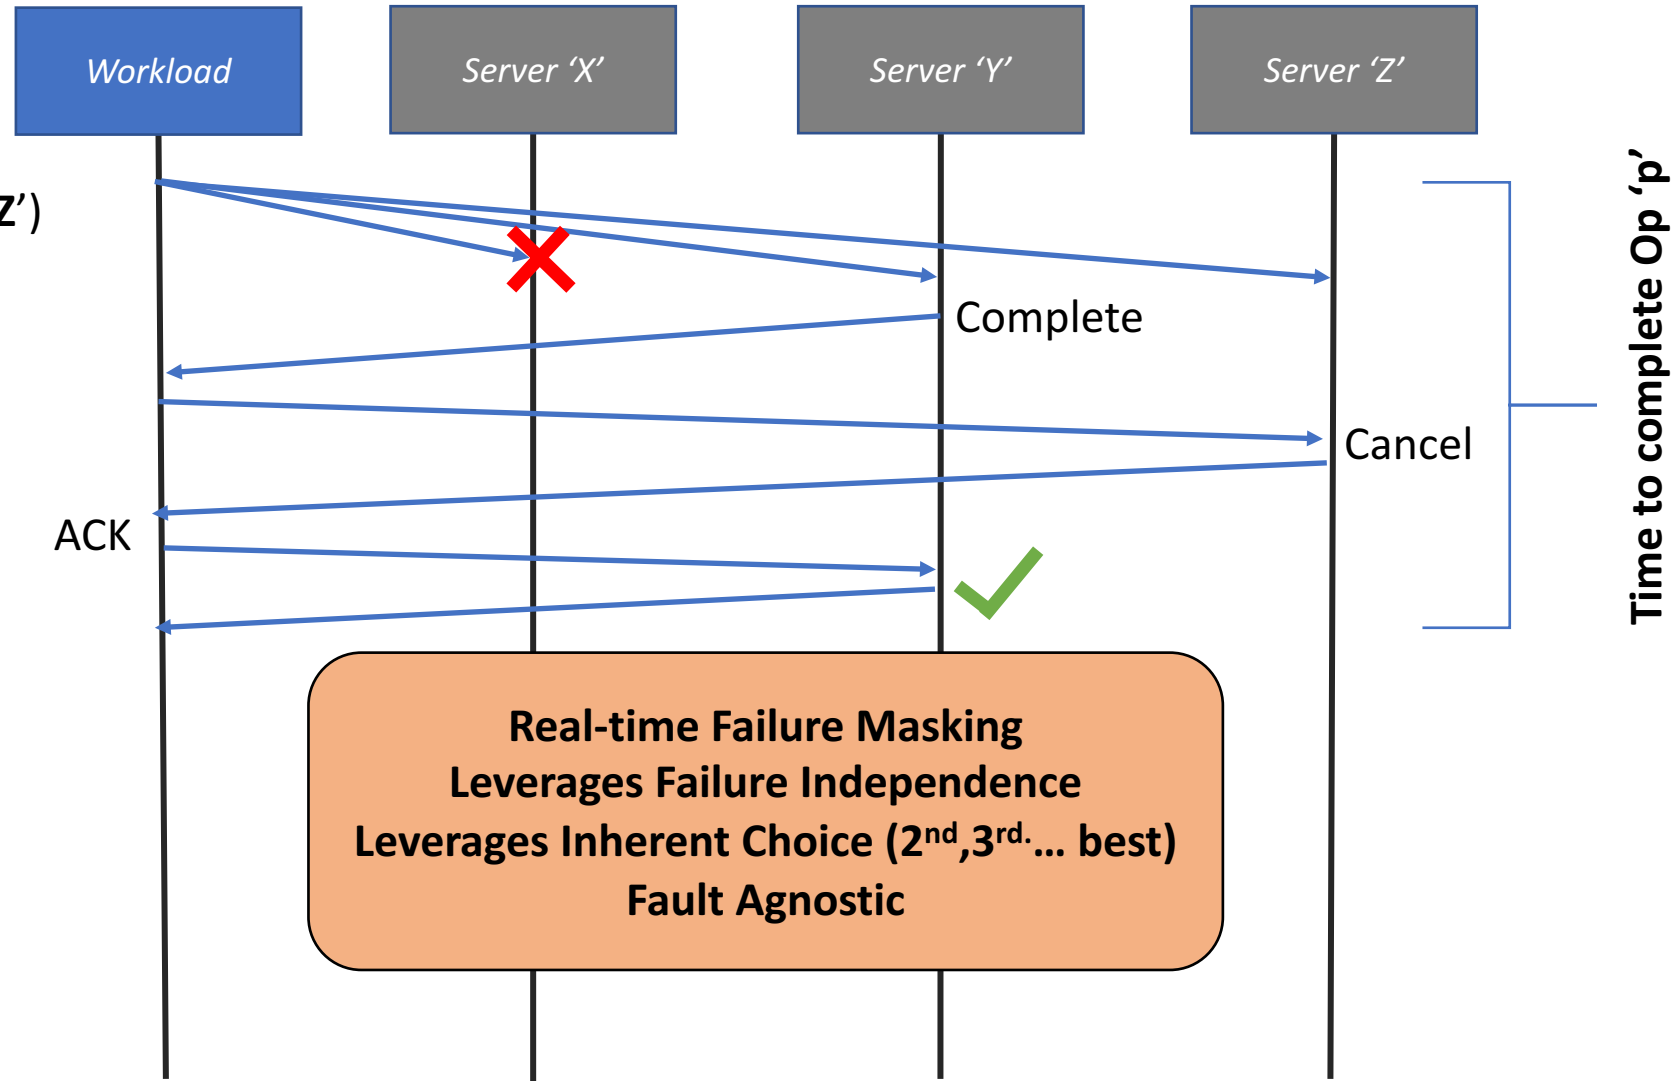 Workload
Server ‘X’
Server ‘Y’
Server ‘Z’
Z’)
Complete
Cancel
ACK
Time to complete Op ‘p’
Real-time Failure Masking
Leverages Failure Independence
Leverages Inherent Choice (2nd,3rd.… best)
Fault Agnostic